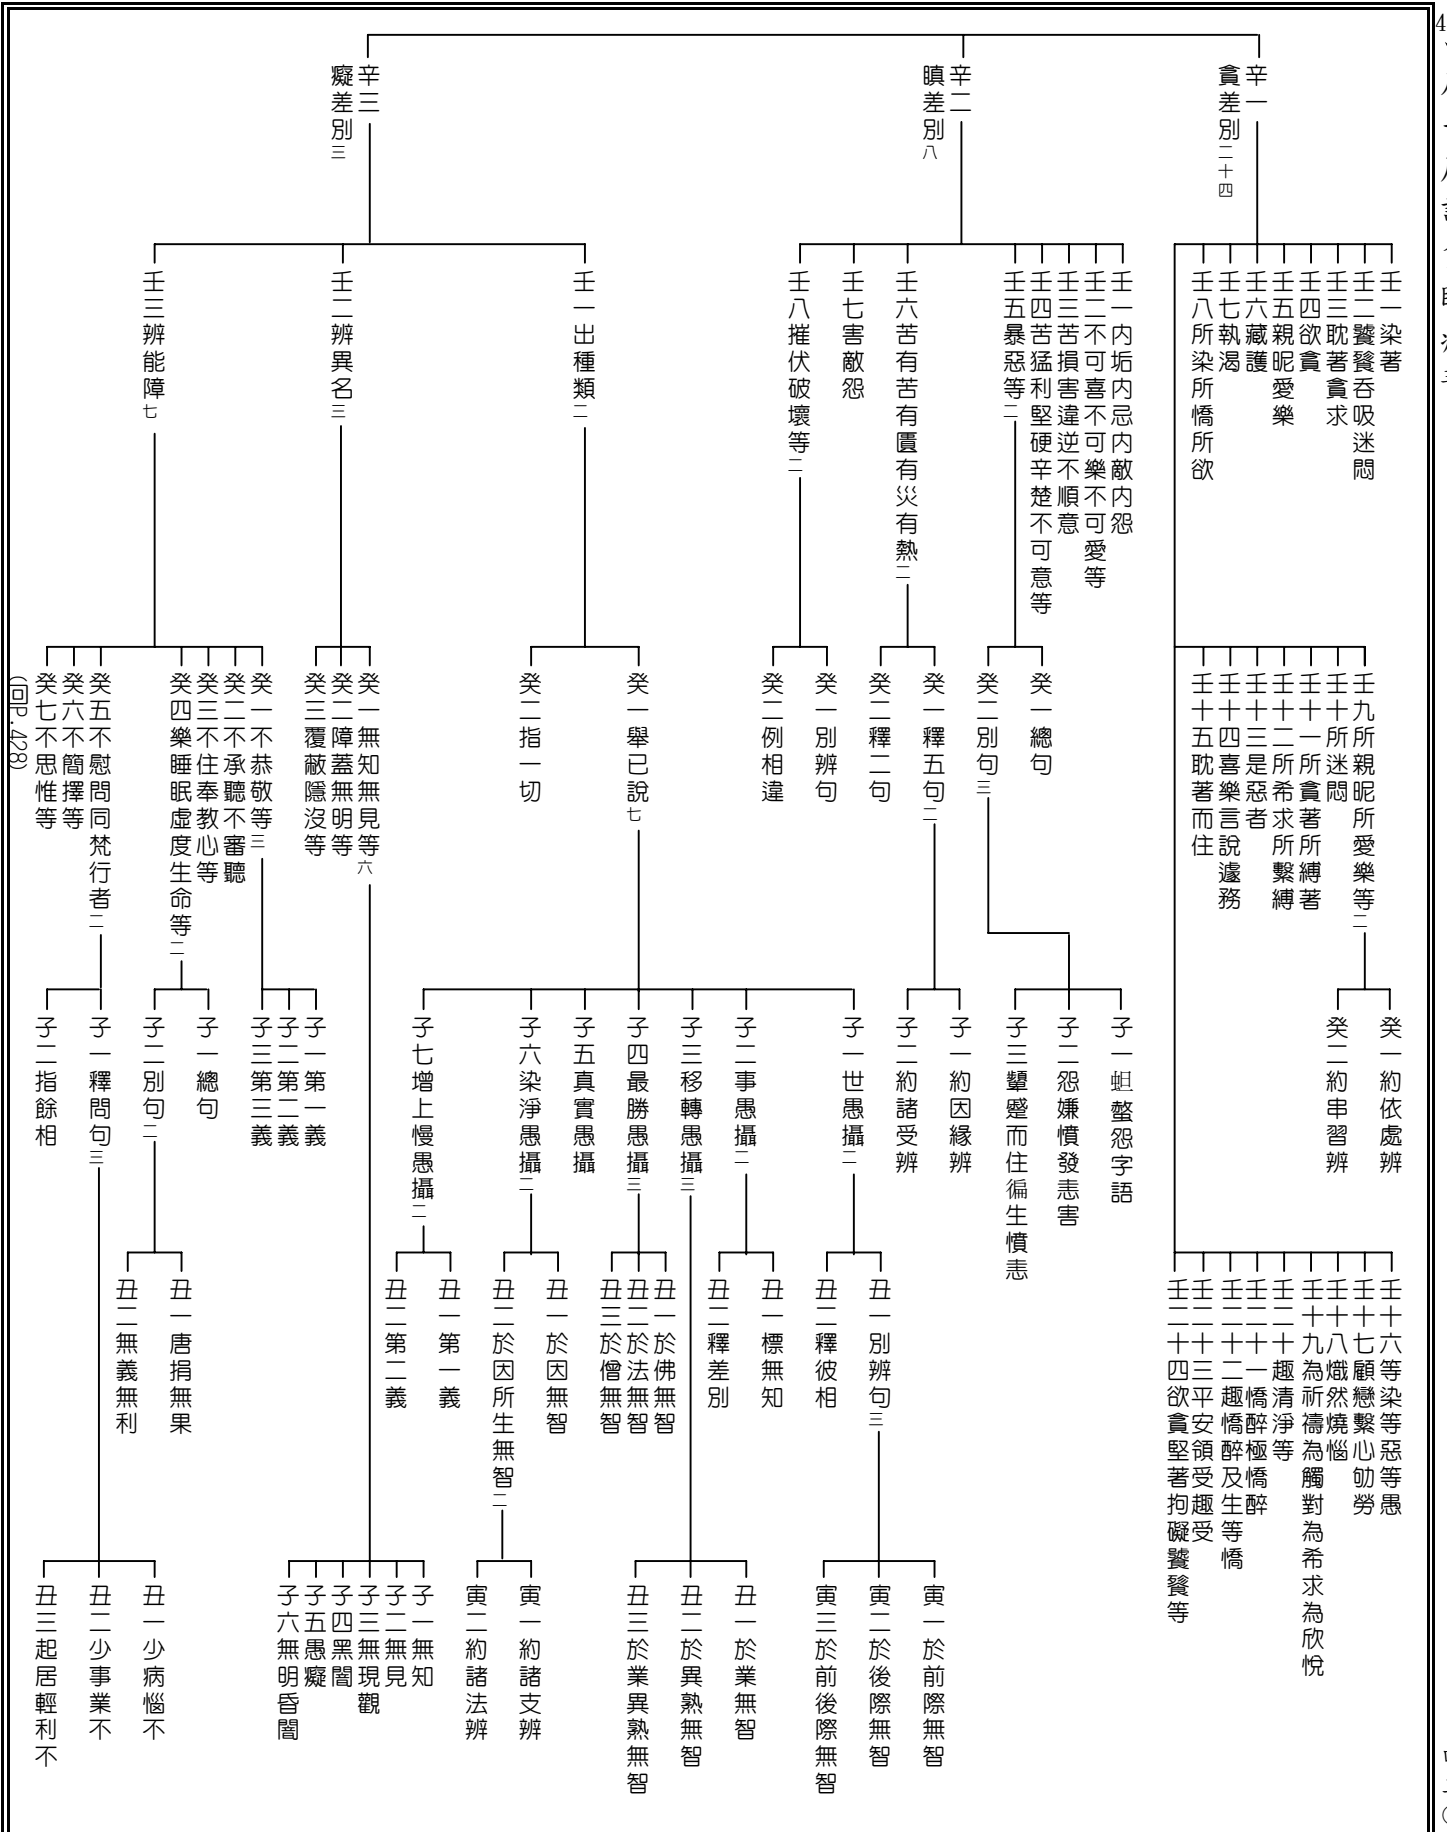 辛一
貪差別二十四
壬一染著
壬二饕餮吞吸迷悶
壬三耽著貪求
壬四欲貪
壬五親昵愛樂
壬六藏護
壬七執渴
壬八所染所憍所欲
壬九所親昵所愛樂等二
癸一約依處辨
癸二約串習辨
壬十所迷悶
壬十一所貪著所縛著
壬十二所希求所繫縛
壬十三是惡者
壬十四喜樂言說遽務
壬十五耽著而住
壬十六等染等惡等愚
壬十七顧戀繫心劬勞
壬十八熾然燒惱
壬十九為祈禱為觸對為希求為欣悅
壬二十趣清淨等
壬二十一憍醉極憍醉
壬二十二趣憍醉及生等憍
壬二十三平安領受趣受
壬二十四欲貪堅著拘礙饕餮等
辛二
瞋差別八
壬一內垢內忌內敵內怨
壬二不可喜不可樂不可愛等
壬三苦損害違逆不順意
壬四苦猛利堅硬辛楚不可意等
壬五暴惡等二
癸一總句
癸二別句三
子一蛆螫怨字語
子二怨嫌憤發恚害
子三顰蹙而住徧生憤恚
壬六苦有苦有匱有災有熱二
癸一釋五句二
子一約因緣辨
子二約諸受辨
癸二釋二句
壬七害敵怨
壬八摧伏破壞等二
癸一別辨句
癸二例相違
辛三
癡差別三
壬一出種類二
癸一舉已說七
子一世愚攝二
丑一別辨句三
寅一於前際無智
寅二於後際無智
寅三於前後際無智
丑二釋彼相
子二事愚攝二
丑一標無知
丑二釋差別
子三移轉愚攝三
丑一於業無智
丑二於異熟無智
丑三於業異熟無智
子四最勝愚攝三
丑一於佛無智
丑二於法無智
丑三於僧無智
子五真實愚攝
子六染淨愚攝二
丑一於因無智
丑二於因所生無智二
寅一約諸支辨
寅二約諸法辨
子七增上慢愚攝二
丑一第一義
丑二第二義
癸二指一切
壬二辨異名三
癸一無知無見等六
子一無知
子二無見
子三無現觀
子四黑闇
子五愚癡
子六無明昏闇
癸二障蓋無明等
癸三覆蔽隱沒等
壬三辨能障七
癸一不恭敬等三
子一第一義
子二第二義
子三第三義
癸二不承聽不審聽
癸三不住奉教心等
癸四樂睡眠虛度生命等二
子一總句
子二別句二
丑一唐捐無果
丑二無義無利
癸五不慰問同梵行者二
子一釋問句三
丑一少病惱不
丑二少事業不
丑三起居輕利不
子二指餘相
癸六不簡擇等
癸七不思惟等
(回P.428)